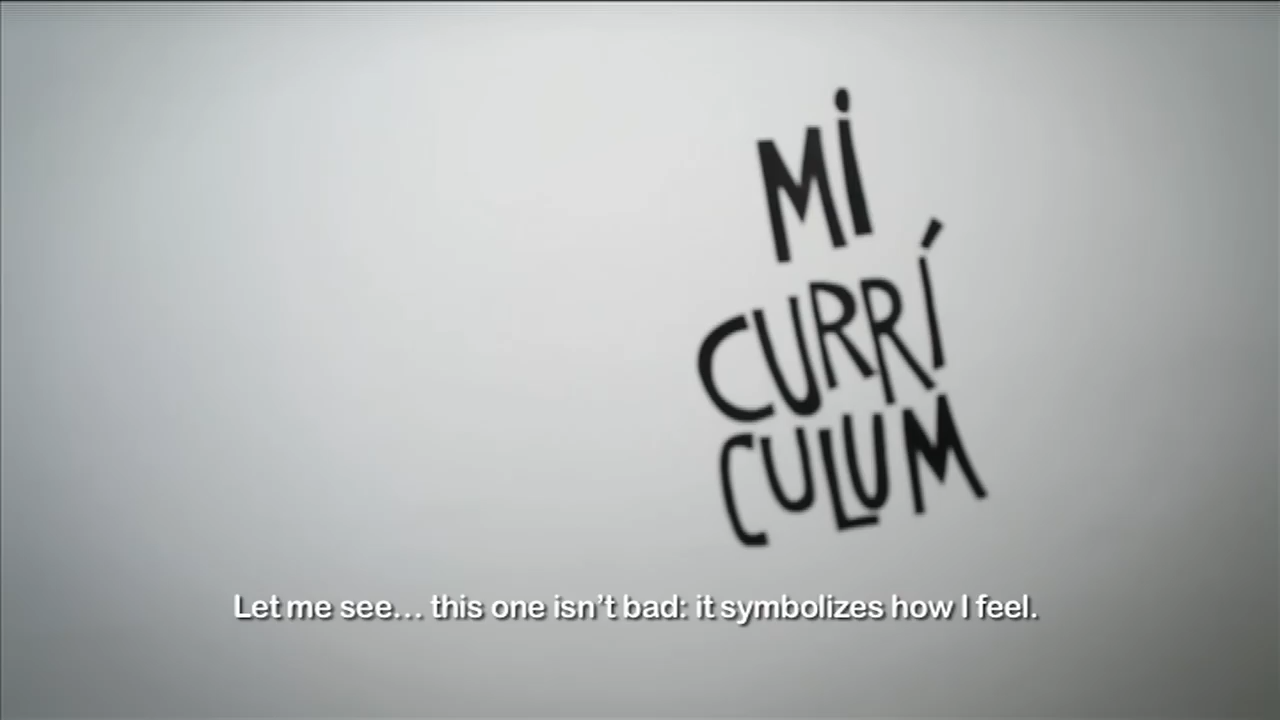 Mi
CURRÍ
CULUM
Let me see... this one isn't bad: it symbolizes how I feel.